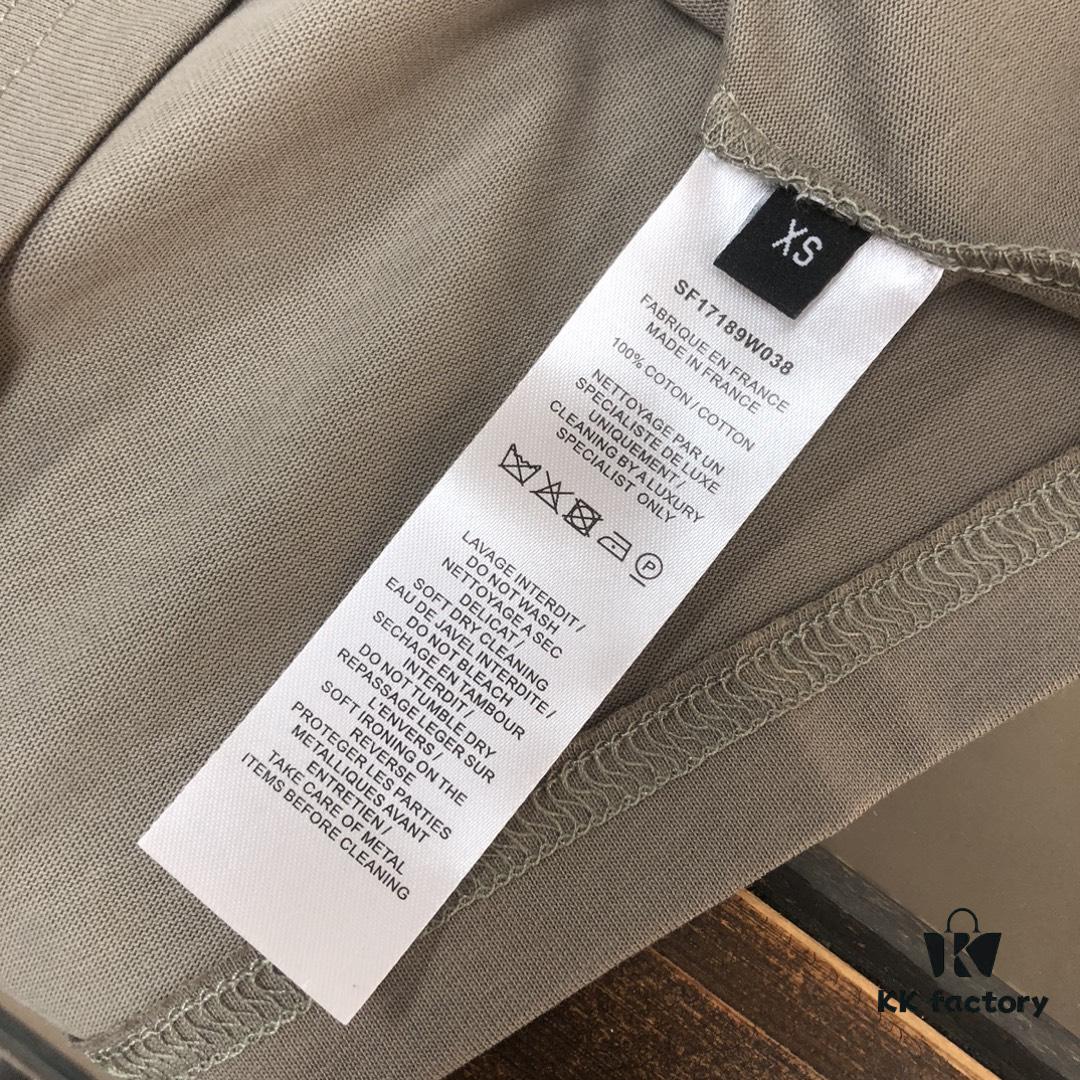 XS
SF17189W038
FABRIQUE EN FRANCE
MADE IN FRANCE
100% COTON / COTTON
NETTOYAGE PAR UN
SPECIALISTE DE LUXE
UNIQUEMENT /
CLEANING BY A LUXURY
SPECIALIST ONLY
P
LAVAGE INTERDIT /
DO NOT WASH
NETTOYAGE A SEC
DELICAT /
SOFT DRY CLEANING
EAU DE JAVEL INTERDITE /
DO NOT BLEACH
SECHAGE EN TAMBOUR
INTERDIT /
DO NOT TUMBLE DRY
REPASSAGE LEGER SUR
L'ENVERS /
SOFT IRONING ON THE
REVERSE
PROTEGER LES PARTIES
METALLIQUES AVANT
ENTRETIEN /
TAKE CARE OF METAL
ITEMS BEFORE CLEANING
K
KK factory